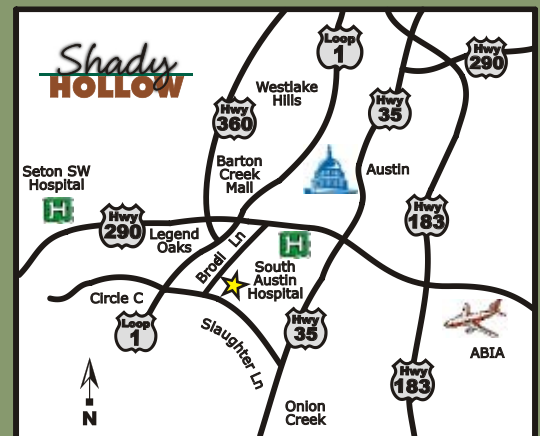 Shady
HOLLOW
Loop
1
Hwy
290
Westlake
Hills
Hwy
35
Hwy
360
Barton
Creek
Mall
Austin
Seton SW
Hospital
H
Hwy
290
Legend
Oaks
Brodi Ln
H
Hwy
183
South
Austin
Hospital
Circle C
Loop
1
Slaughter Ln
Hwy
35
ABIA
Hwy
183
N
Onion
Creek